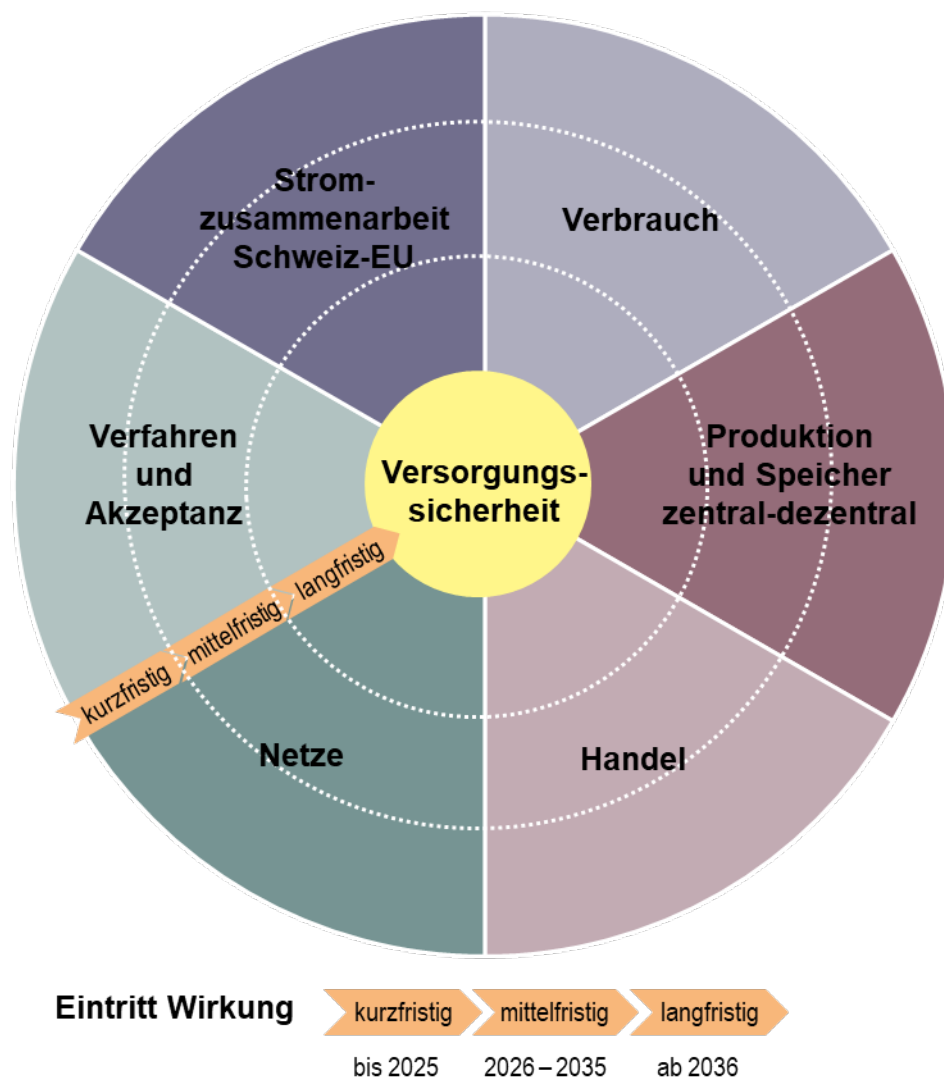 Strom-
zusammenarbeit
Schweiz-EU
Verbrauch
Verfahren
und
Akzeptanz
Versorgungs-
sicherheit
Produktion
und Speicher
zentral-dezentral
kurzfristig
mittelfristig
langfristig
Netze
Handel
Eintritt Wirkung
kurzfristig
mittelfristig
langfristig
bis 2025
2026 – 2035
ab 2036